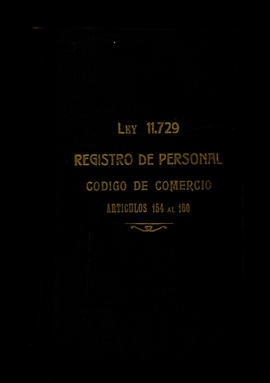 LEY 11.729
REGISTRO DE PERSONAL
CODIGO DE COMERCIO
ARTICULOS 154 AL 160